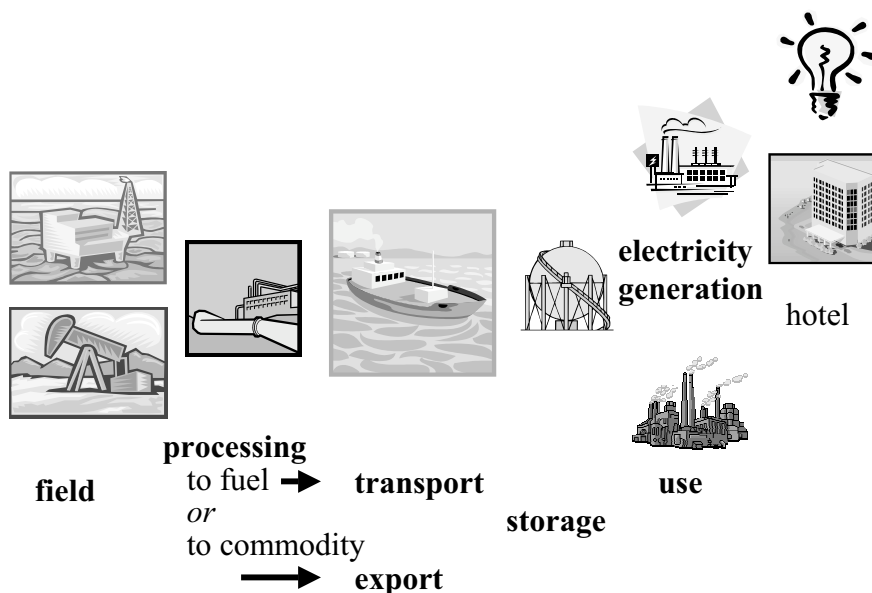 electricity
generation
hotel
processing
to fuel
or
to commodity
field
transport
use
storage
export